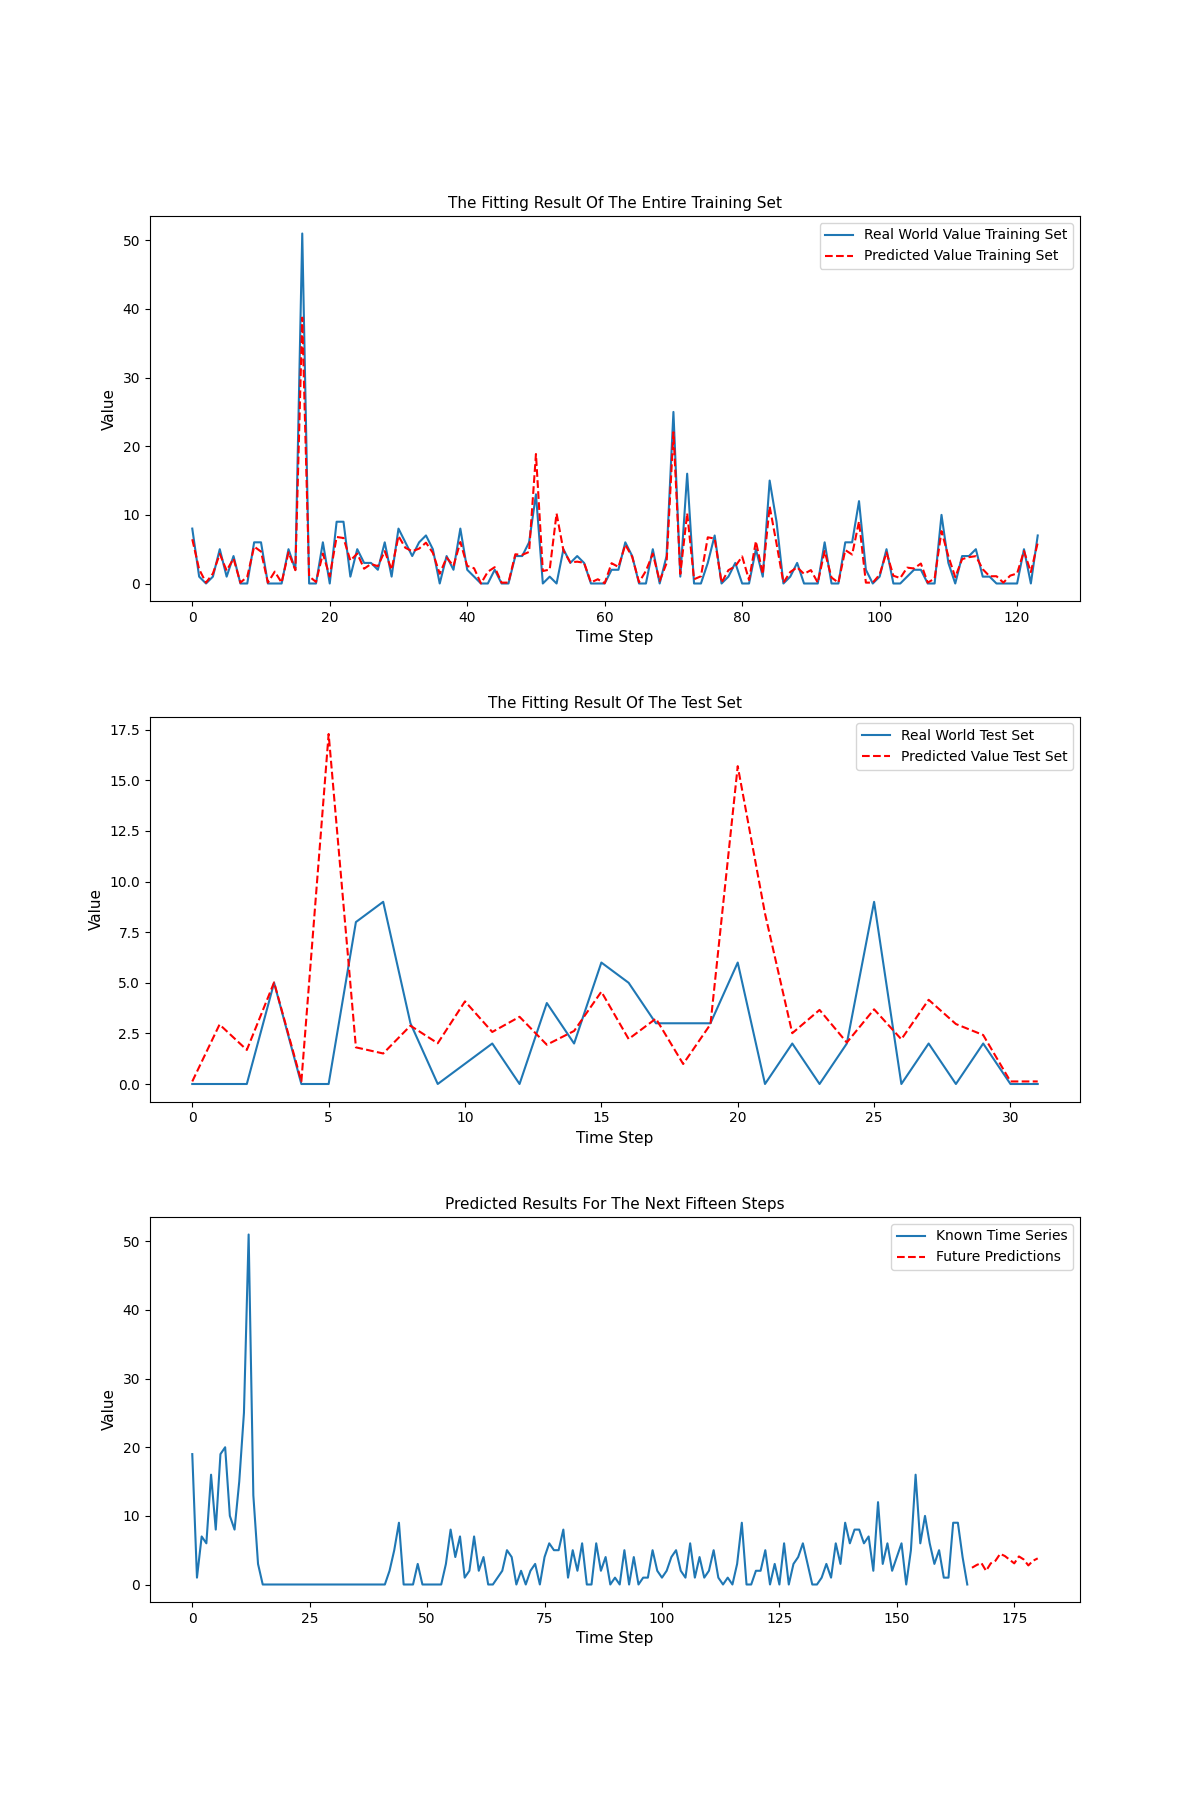 The Fitting Result Of The Entire Training Set
Real World Value Training Set
Predicted Value Training Set
50
40
30
20
10
0
Value
0 20 40 60 80 100 120
Time Step
The Fitting Result Of The Test Set
Real World Test Set
Predicted Value Test Set
17.5
15.0
12.5
10.0
7.5
5.0
2.5
0.0
Value
0 5 10 15 20 25 30
Time Step
Predicted Results For The Next Fifteen Steps
Known Time Series
Future Predictions
50
40
30
20
10
0
Value
0 25 50 75 100 125 150 175
Time Step